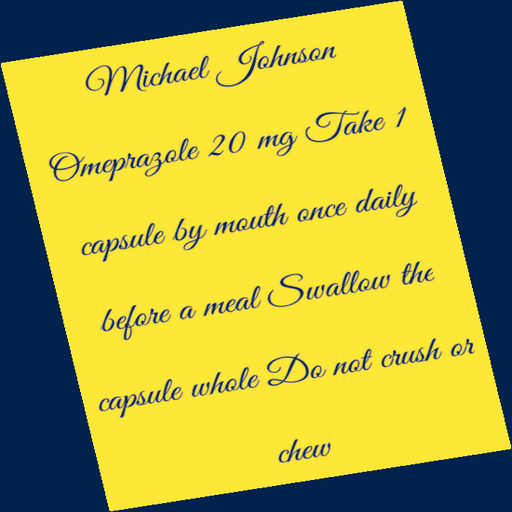 Michael Johnson
Omeprazole 20 mg Take 1
capsule by mouth once daily
before a meal Swallow the
capsule whole Do not crush or
chew